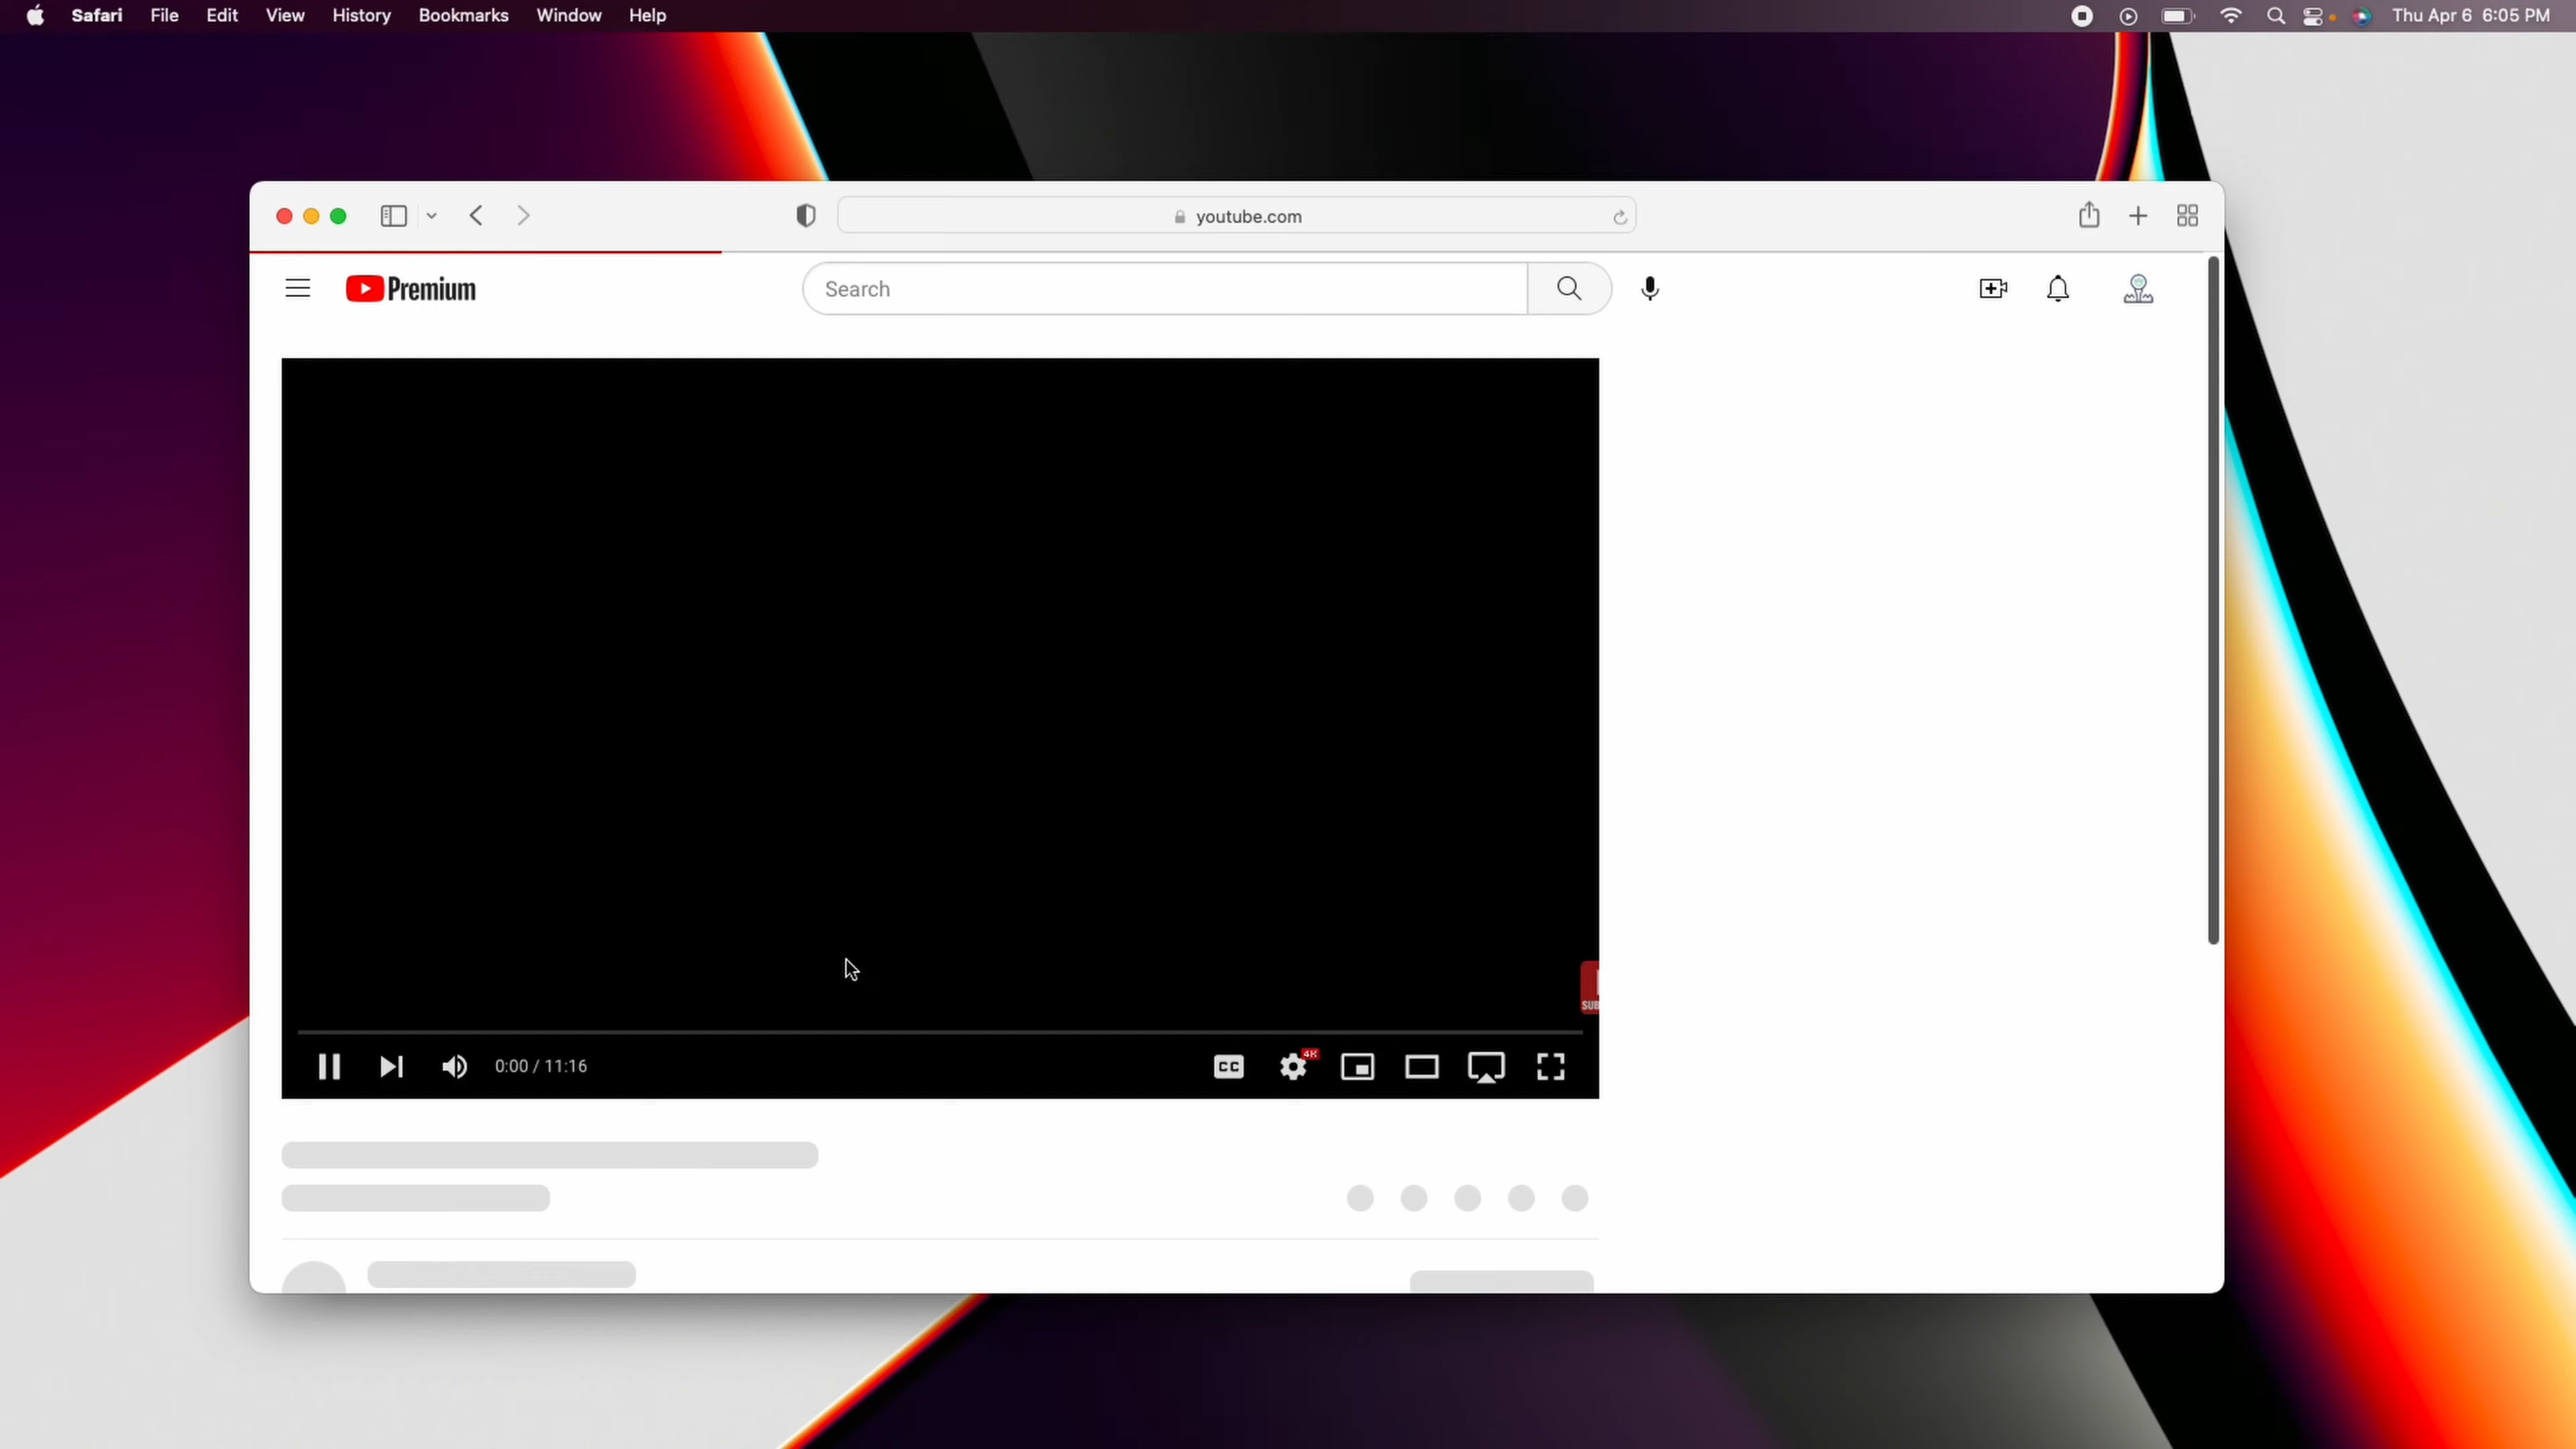 Safari File Edit View History Bookmarks Window Help Thu Apr 6 6:05 PM
youtube.com
Premium
Search
SUB
0:00 / 11:16
CC
4K